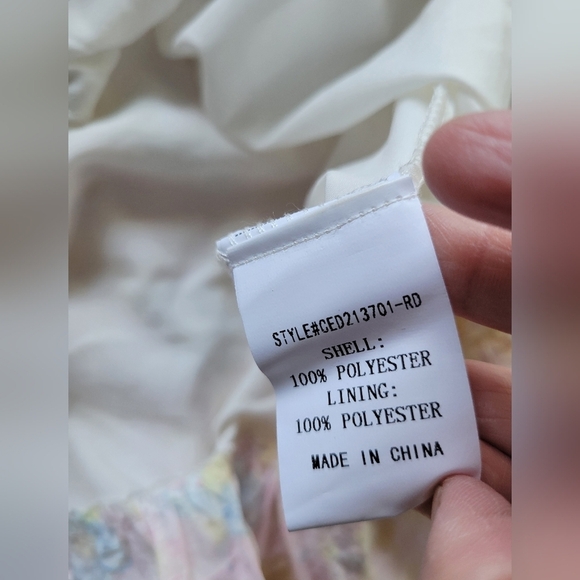 STYLE#CED213701-RD
SHELL:
100% POLYESTER
LINING:
100% POLYESTER
MADE IN CHINA